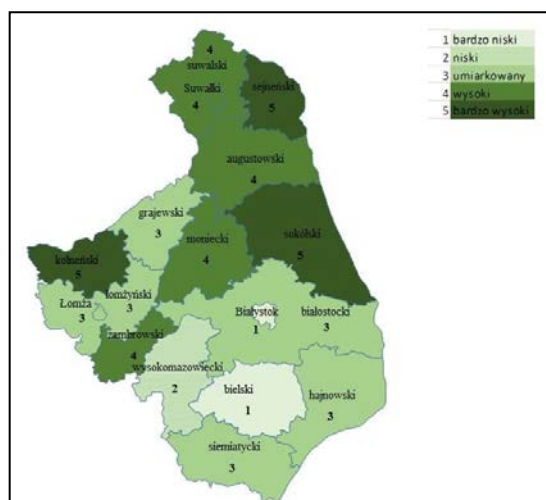 1 bardzo niski
2 niski
3 umiarkowany
4 wysoki
5 bardzo wysoki
4
suwalski
Suwałki
4
sejneński
5
augustowski
4
grajewski
3
moniecki
4
sokólski
5
kolneński
5
łomżyński
3
Łomża
3
zambrowski
4
Białystok
1
białostocki
3
wysokomazowiecki
2
bielski
1
hajnowski
3
siemiatycki
3